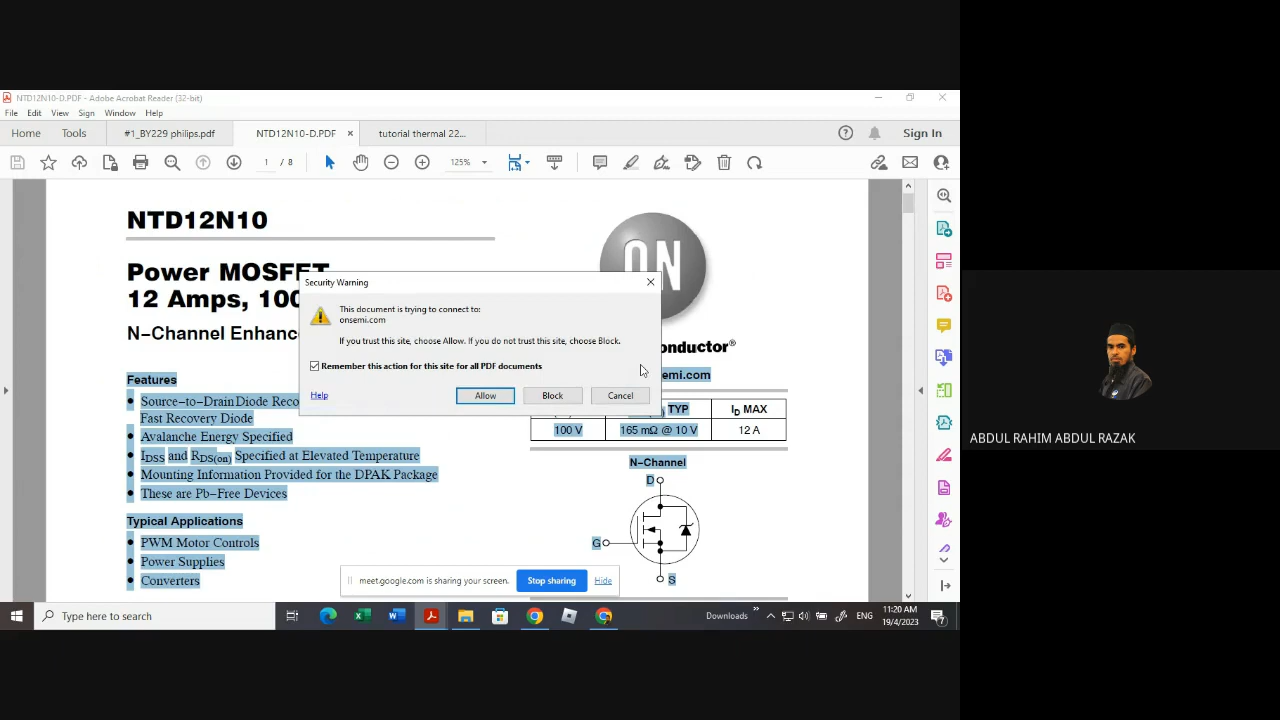 NTD12N10-D.PDF - Adobe Acrobat Reader (32-bit)
File Edit View Sign Window Help
Home Tools #1_BY229 philips.pdf NTD12N10-D.PDF × tutorial thermal 22... Sign In
1 / 8 125%
NTD12N10
ON
Power MOSFET
12 Amps, 100
N−Channel Enhanc
onductor®
emi.com
Security Warning
This document is trying to connect to:
onsemi.com
If you trust this site, choose Allow. If you do not trust this site, choose Block.
Remember this action for this site for all PDF documents
Help Allow Block Cancel
Features
• Source−to−Drain Diode Reco
Fast Recovery Diode
• Avalanche Energy Specified
• IDSS and RDS(on) Specified at Elevated Temperature
• Mounting Information Provided for the DPAK Package
• These are Pb−Free Devices
Typical Applications
• PWM Motor Controls
• Power Supplies
• Converters
TYP ID MAX
100 V 165 mΩ @ 10 V 12 A
N−Channel
D
G
S
meet.google.com is sharing your screen. Stop sharing Hide
Type here to search
Downloads ENG 11:20 AM
19/4/2023
7
ABDUL RAHIM ABDUL RAZAK